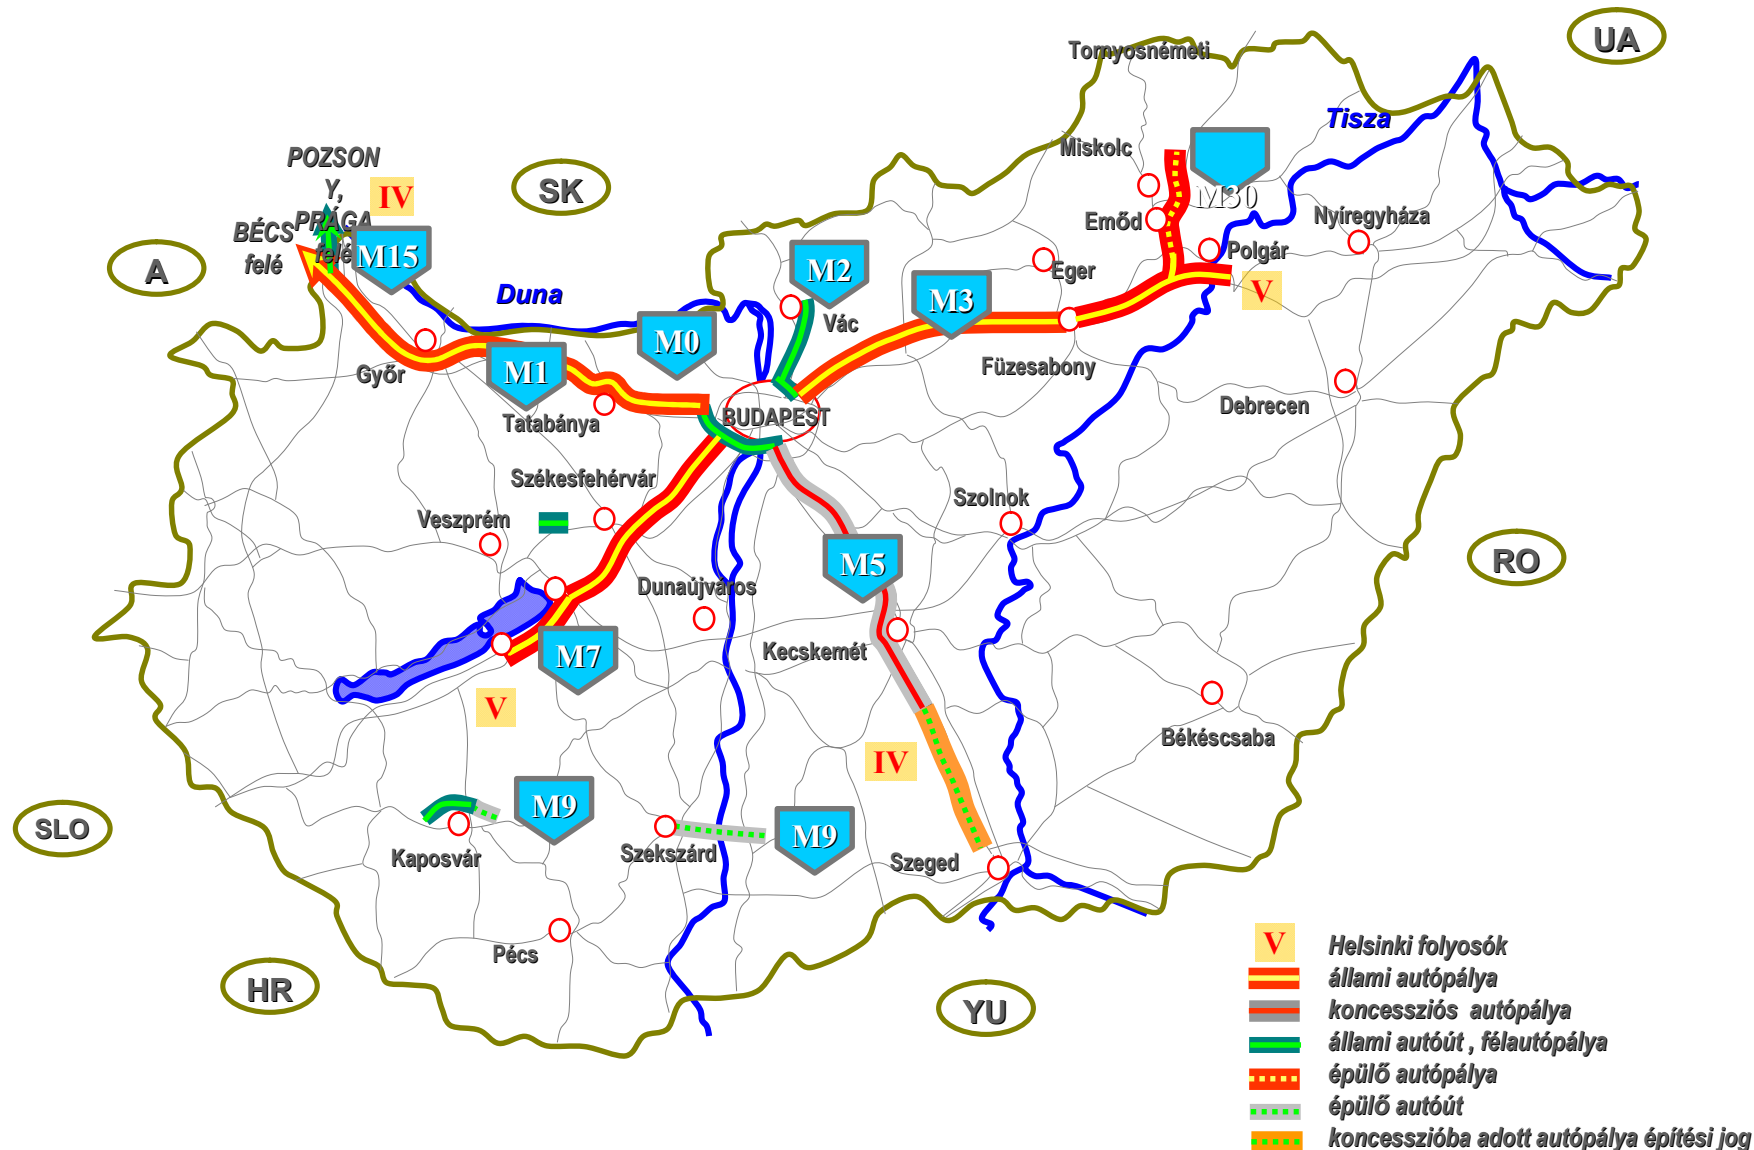 UA
Tornyosnémeti
Tisza
Miskolc
POZSON
Y,
PRÁGA
felé
IV
SK
M30
BÉCS
felé
Emőd
Nyíregyháza
Polgár
A
M15
M2
Eger
V
Duna
M3
Vác
M0
Győr
M1
Füzesabony
Tatabánya
BUDAPEST
Debrecen
Székesfehérvár
Veszprém
Szolnok
M5
RO
Dunaújváros
M7
Kecskemét
V
IV
Békéscsaba
M9
SLO
M9
Kaposvár
Szekszárd
Szeged
Pécs
HR
YU
V Helsinki folyosók
állami autópálya
koncessziós autópálya
állami autóút , félautópálya
épülő autópálya
épülő autóút
koncesszióba adott autópálya építési jog